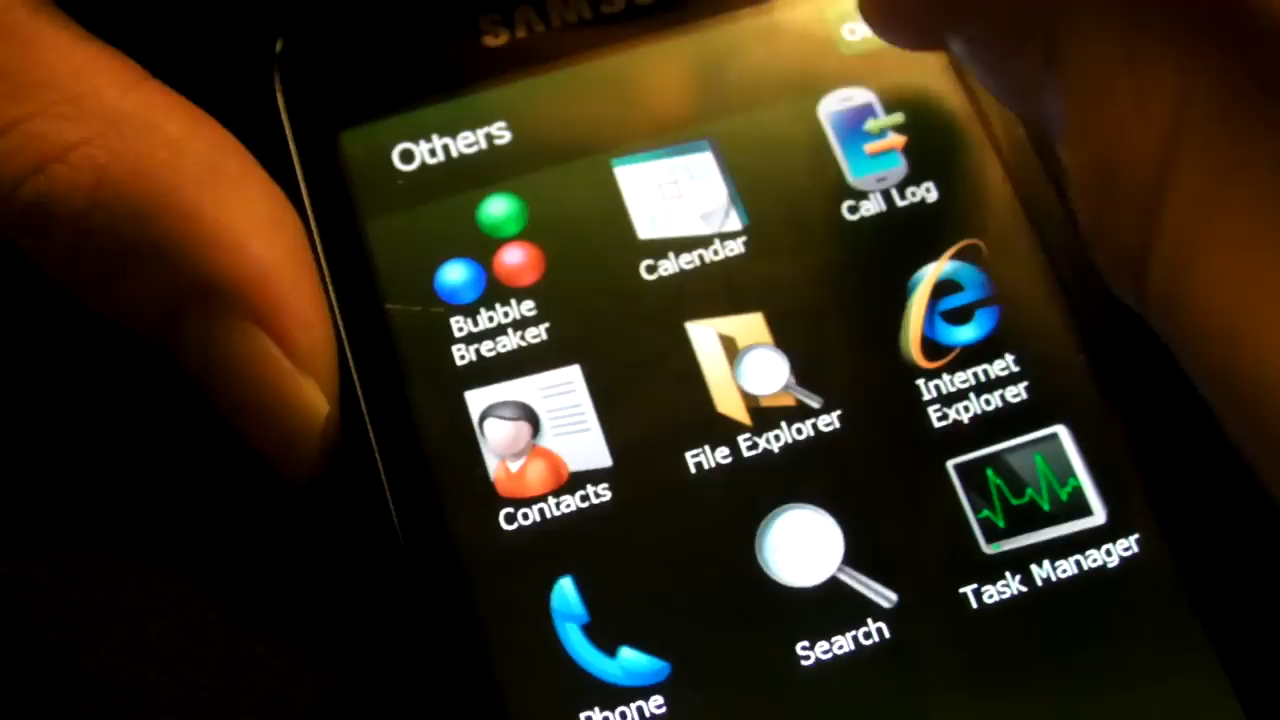 Others
Calendar
Call Log
Bubble
Breaker
Contacts
File Explorer
Internet
Explorer
Phone
Search
Task Manager